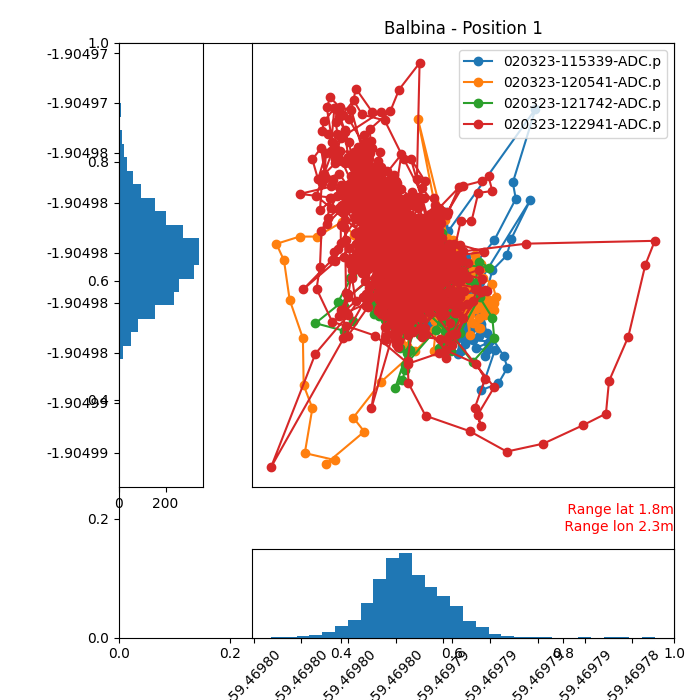 Balbina - Position 1
1.0
-1.90497
-1.90497
-1.90498
0.8
-1.90498
-1.90498
0.6
-1.90498
-1.90498
-1.90499
0.4
-1.90499
020323-115339-ADC.p
020323-120541-ADC.p
020323-121742-ADC.p
020323-122941-ADC.p
0 200
0.2
Range lat 1.8m
Range lon 2.3m
0.0
0.0 0.2 0.4 0.6 0.8 1.0
-59.46980 -59.46980 -59.46980 -59.46980 -59.46979 -59.46979 -59.46979 -59.46979 -59.46978